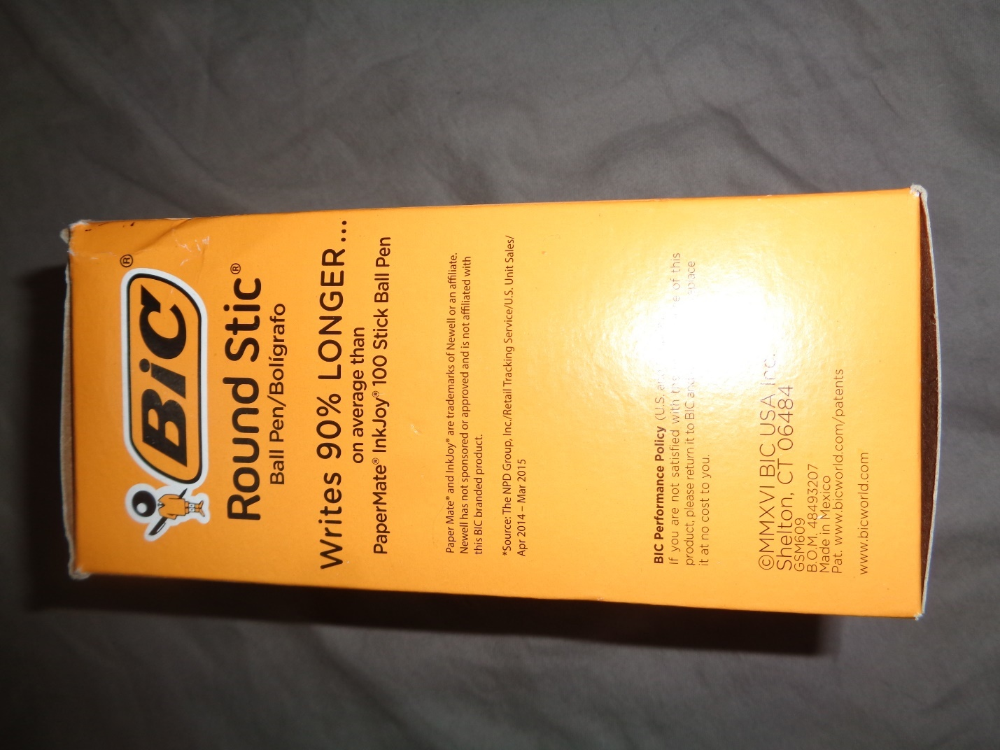 BiC®
Round Stic®
Ball Pen/Bolígrafo
Writes 90% LONGER...
on average than
PaperMate® InkJoy® 100 Stick Ball Pen
Paper Mate® and InkJoy® are trademarks of Newell or an affiliate.
Newell has not sponsored or approved and is not affiliated with
this BIC branded product.
*Source: The NPD Group, Inc./Retail Tracking Service/U.S. Unit Sales/
Apr 2014 – Mar 2015
BIC Performance Policy (U.S.
If you are not satisfied with of this
product, please return it to BIC and
it at no cost to you.
©MMXVI BIC USA Inc.
Shelton, CT 06484
GSM609
B.O.M. 48493207
Made in Mexico
Pat. www.bicworld.com/patents
www.bicworld.com